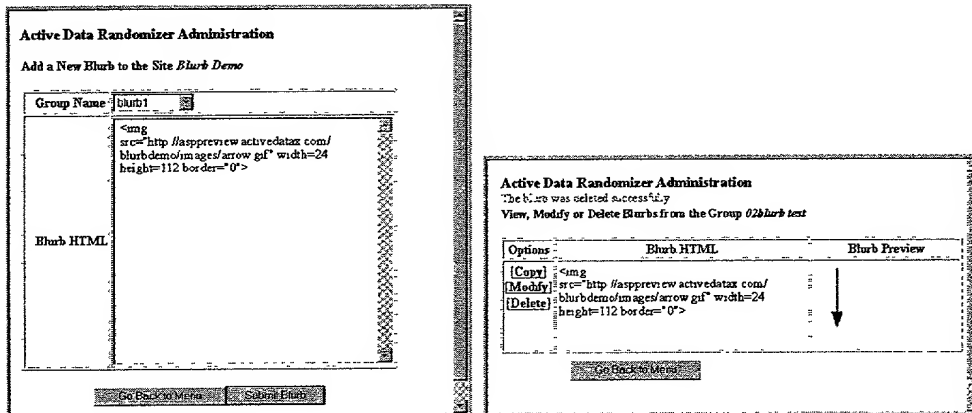 Active Data Randomizer Administration
Add a New Blurb to the Site Blurb Demo
Group Name blurb1
Blurb HTML
<img
src="http //asppreview activedatax com/
blurbdemo/images/arrow gif" width=24
height=112 border="0">
Go Back to Menu Submit Blurb
Active Data Randomizer Administration
The blurb was deleted successfully
View, Modify or Delete Blurbs from the Group 02blurb test
Options Blurb HTML Blurb Preview
[Copy]
[Modify]
[Delete]
<img
src="http //asppreview activedatax com/
blurbdemo/images/arrow gif" width=24
height=112 border="0">
Go Back to Menu